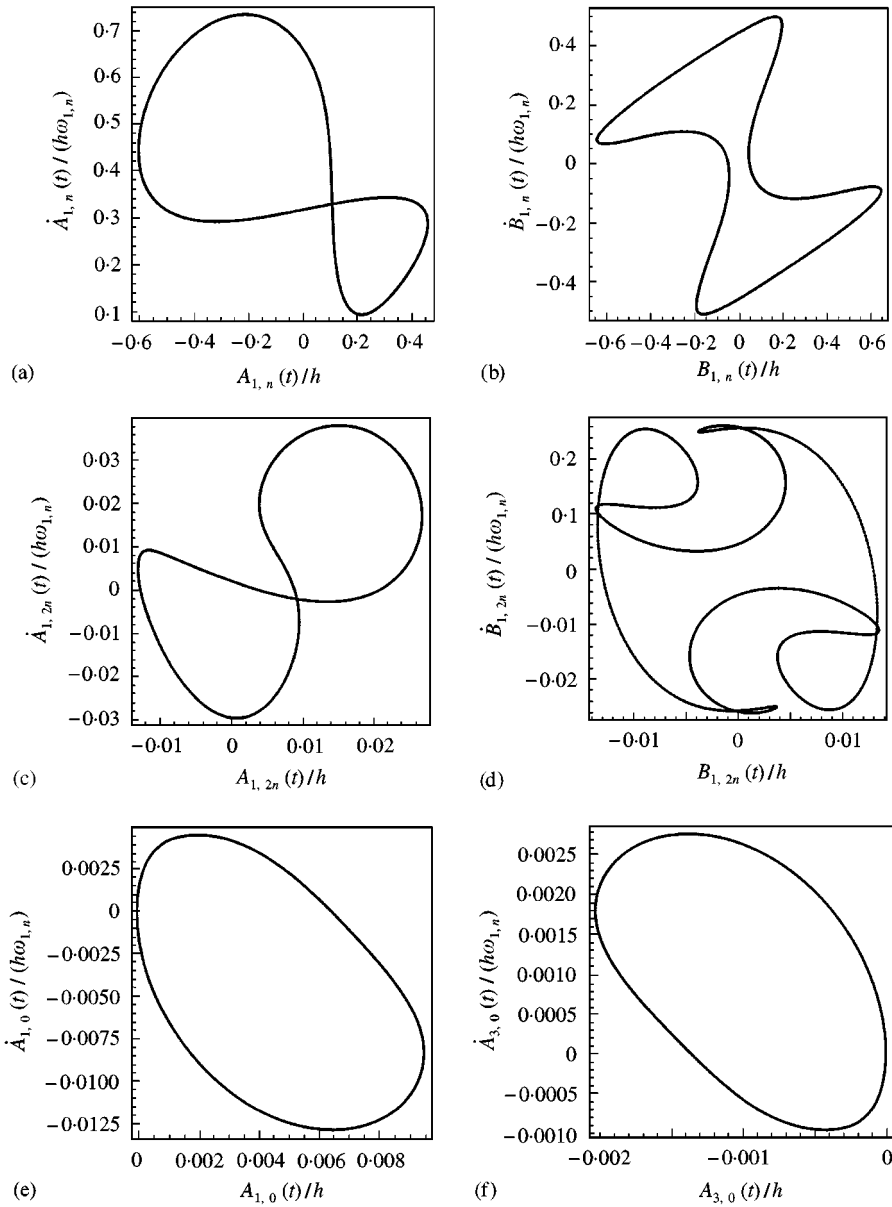 0·7
0·6
0·5
0·4
0·3
0·2
0·1
Ȧ1, n (t) / (hω1, n)
−0·6 −0·4 −0·2 0 0·2 0·4
(a) A1, n (t)/h
0·4
0·2
0
−0·2
−0·4
Ḃ1, n (t) / (hω1, n)
−0·6 −0·4 −0·2 0 0·2 0·4 0·6
(b) B1, n (t)/h
0·03
0·02
0·01
0
−0·01
−0·02
−0·03
Ȧ1, 2n (t) / (hω1, n)
−0·01 0 0·01 0·02
(c) A1, 2n (t)/h
0·2
0·1
0
−0·01
−0·02
Ḃ1, 2n (t) / (hω1, n)
−0·01 0 0·01
(d) B1, 2n (t)/h
0·0025
0
−0·0025
−0·0050
−0·0075
−0·0100
−0·0125
Ȧ1, 0 (t) / (hω1, n)
0 0·002 0·004 0·006 0·008
(e) A1, 0 (t)/h
0·0025
0·0020
0·0015
0·0010
0·0005
0
−0·0005
−0·0010
Ȧ3, 0 (t) / (hω1, n)
−0·002 −0·001 0
(f) A3, 0 (t)/h